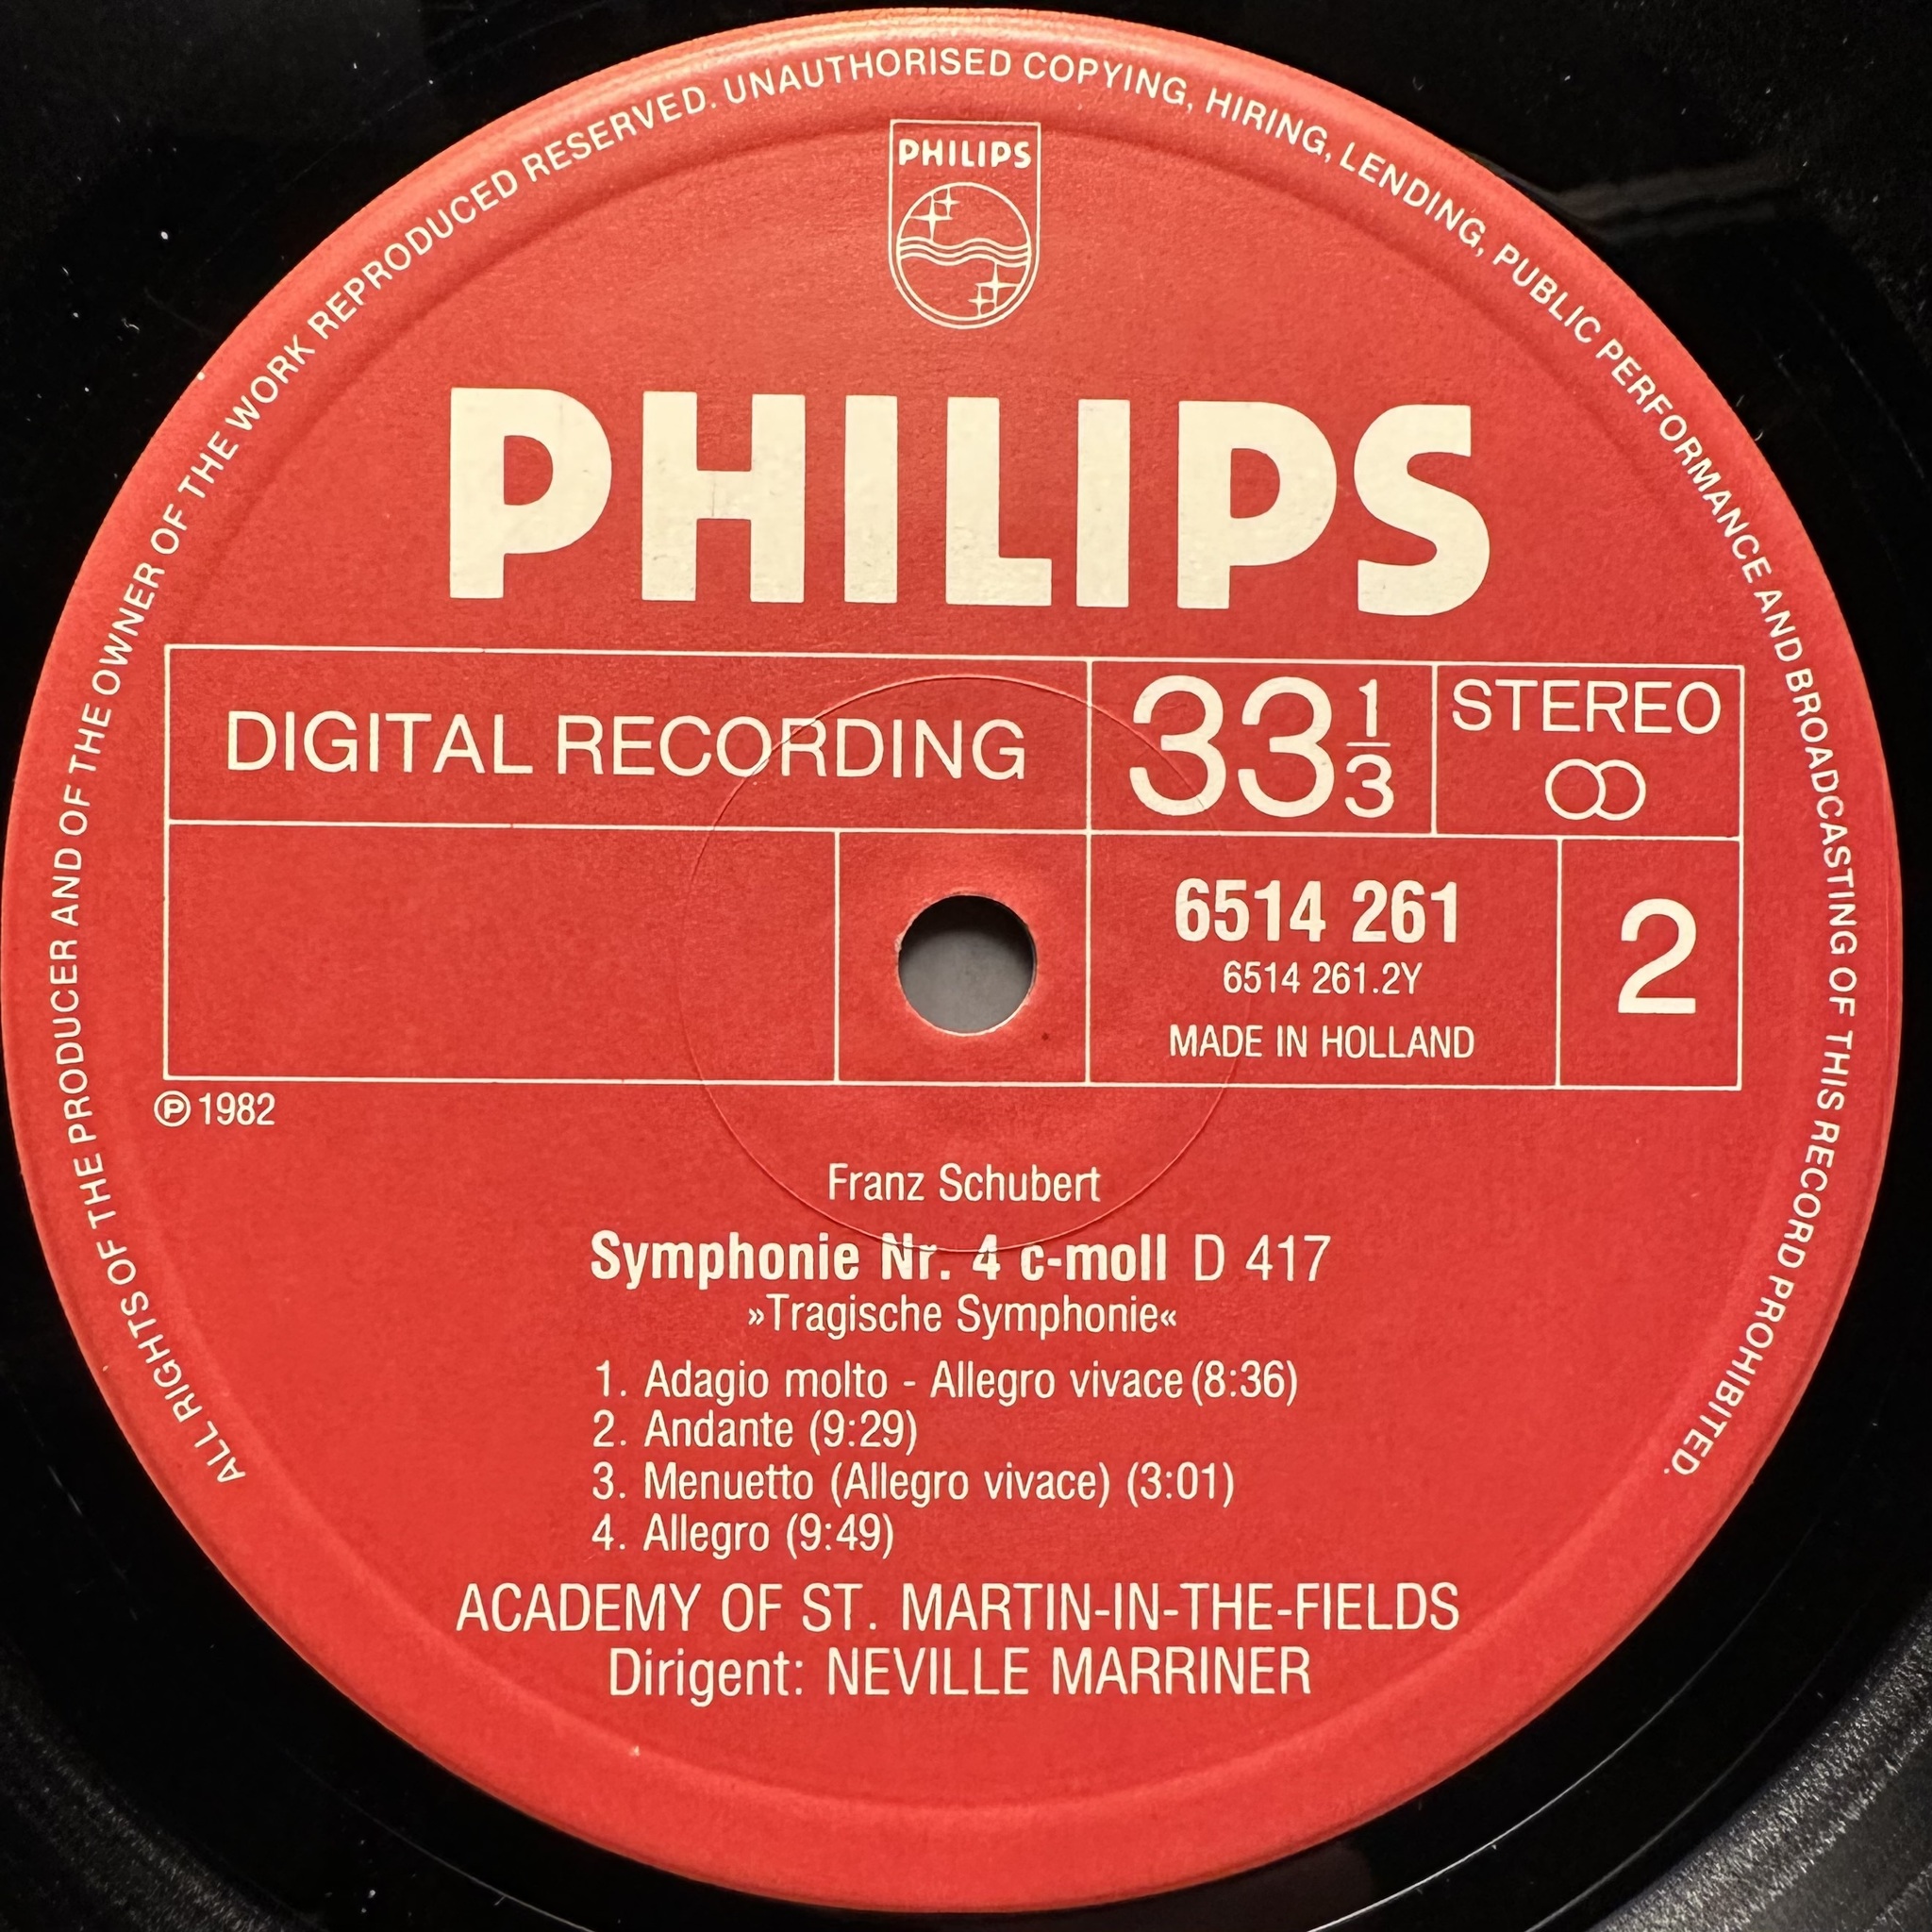 ALL RIGHTS OF THE PRODUCER AND OF THE OWNER OF THE WORK REPRODUCED RESERVED. UNAUTHORISED COPYING, HIRING, LENDING, PUBLIC PERFORMANCE AND BROADCASTING OF THIS RECORD PROHIBITED.
PHILIPS
PHILIPS
DIGITAL RECORDING
33 1/3
STEREO
6514 261
6514 261.2Y
MADE IN HOLLAND
2
℗ 1982
Franz Schubert
Symphonie Nr. 4 c-moll D 417
»Tragische Symphonie«
1. Adagio molto - Allegro vivace (8:36)
2. Andante (9:29)
3. Menuetto (Allegro vivace) (3:01)
4. Allegro (9:49)
ACADEMY OF ST. MARTIN-IN-THE-FIELDS
Dirigent: NEVILLE MARRINER